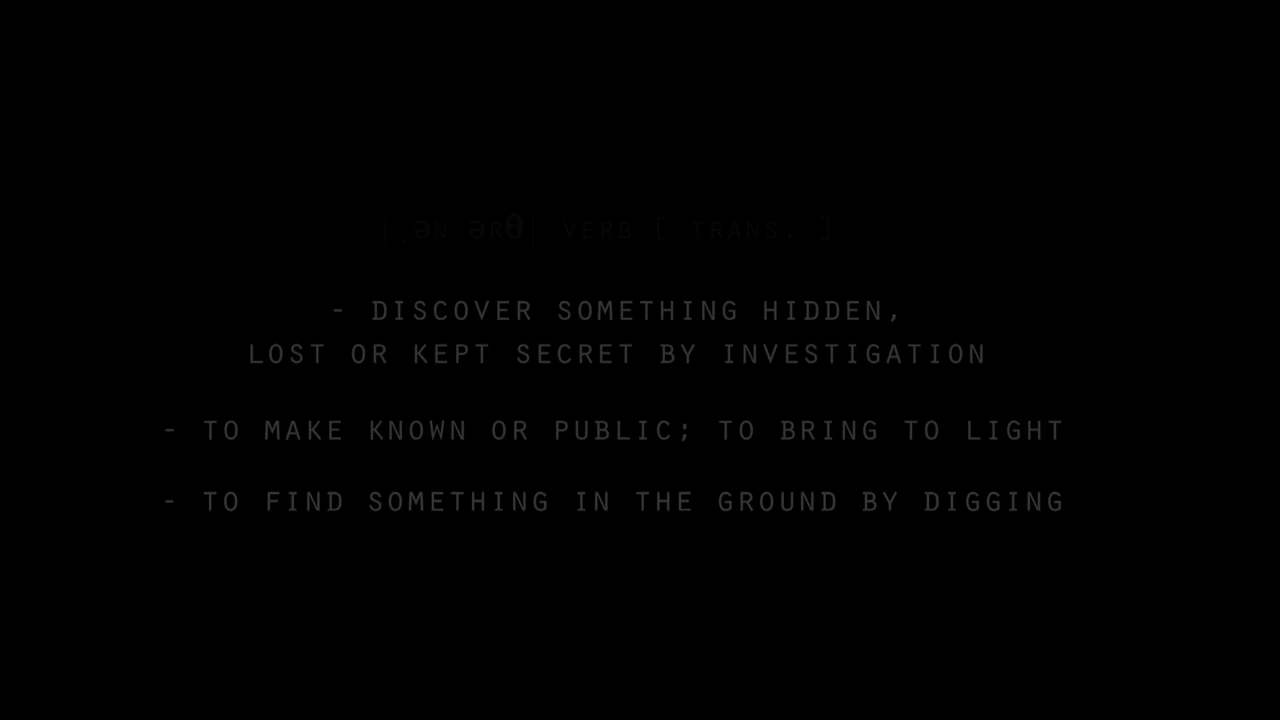 |ˌənˈərθ| VERB [ TRANS. ]
- DISCOVER SOMETHING HIDDEN,
LOST OR KEPT SECRET BY INVESTIGATION
- TO MAKE KNOWN OR PUBLIC; TO BRING TO LIGHT
- TO FIND SOMETHING IN THE GROUND BY DIGGING